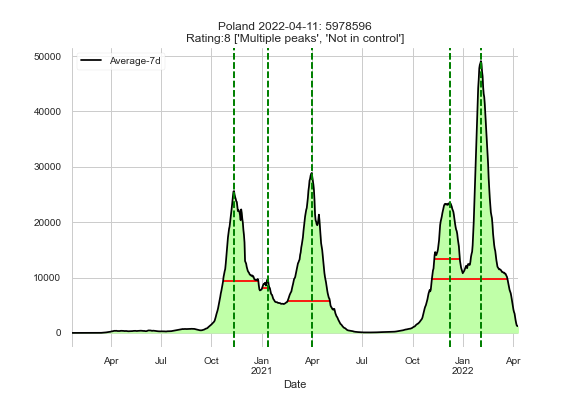 Poland 2022-04-11: 5978596
Rating:8 ['Multiple peaks', 'Not in control']
Average-7d
50000
40000
30000
20000
10000
0
Apr Jul Oct Jan Apr Jul Oct Jan Apr
2021 2022
Date